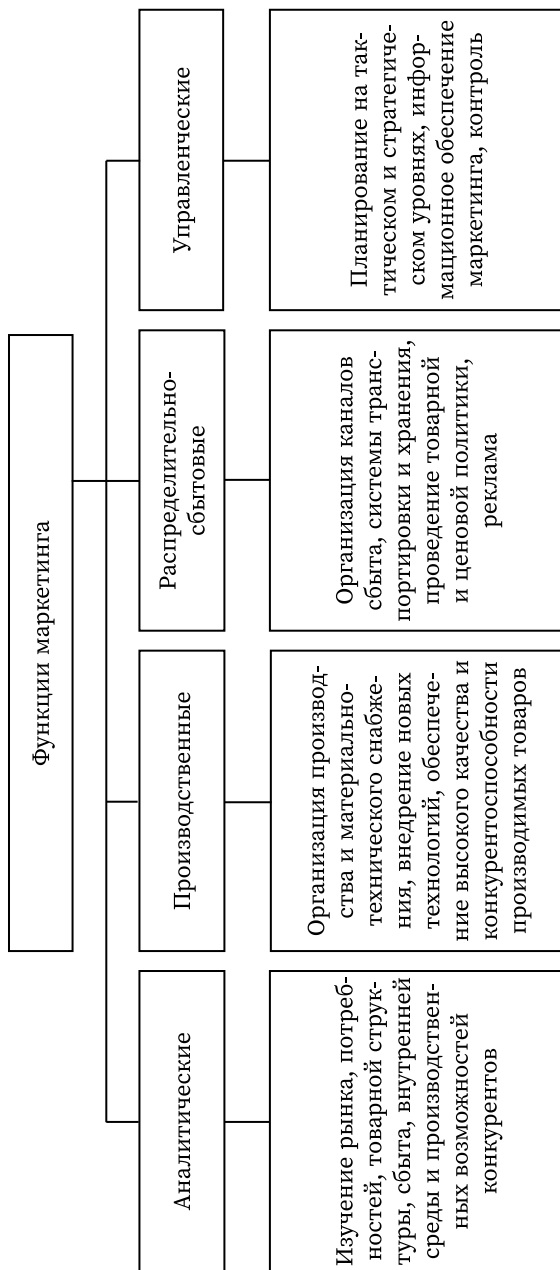 Функции маркетинга
Аналитические
Изучение рынка, потреб-
ностей, товарной струк-
туры, сбыта, внутренней
среды и производствен-
ных возможностей
конкурентов
Производственные
Организация производ-
ства и материально-
технического снабже-
ния, внедрение новых
технологий, обеспече-
ние высокого качества и
конкурентоспособности
производимых товаров
Распределительно-
сбытовые
Организация каналов
сбыта, системы транс-
портировки и хранения,
проведение товарной
и ценовой политики,
реклама
Управленческие
Планирование на так-
тическом и стратегиче-
ском уровнях, инфор-
мационное обеспечение
маркетинга, контроль